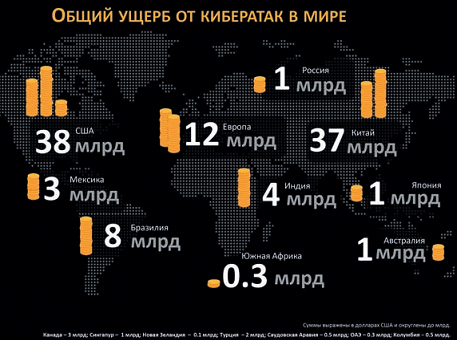 Общий ущерб от кибератак в мире
1 Россия
млрд
38 США
млрд
12 Европа
млрд
37 Китай
млрд
3 Мексика
млрд
4 Индия
млрд
1 Япония
млрд
8 Бразилия
млрд
1 Австралия
млрд
Южная Африка
0.3 млрд
Суммы выражены в долларах США и округлены до млрд.
Канада – 3 млрд; Сингапур – 1 млрд; Новая Зеландия – 0.1 млрд; Турция – 2 млрд; Саудовская Аравия – 0.5 млрд; ОАЭ – 0.3 млрд; Колумбия – 0.5 млрд.